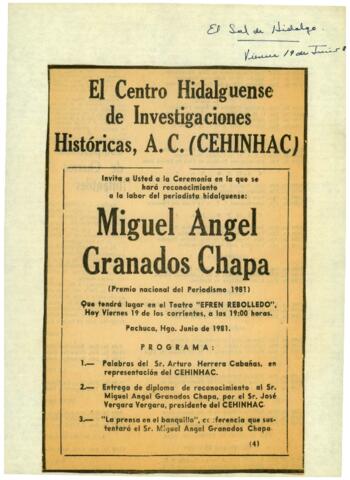 El Sol de Hidalgo.
Viernes 19 de Junio
El Centro Hidalguense
de Investigaciones
Históricas, A. C. (CEHINHAC)
Invita a Usted a la Ceremonia en la que se
hará reconocimiento
a la labor del periodista hidalguense:
Miguel Angel
Granados Chapa
(Premio nacional del Periodismo 1981)
Que tendrá lugar en el Teatro "EFREN REBOLLEDO",
Hoy Viernes 19 de los corrientes, a las 19:00 horas.
Pachuca, Hgo. Junio de 1981.
PROGRAMA:
1.— Palabras del Sr. Arturo Herrera Cabañas, en
representación del CEHINHAC.
2.— Entrega de diploma de reconocimiento al Sr.
Miguel Angel Granados Chapa, por el Sr. José
Vergara Vergara, presidente del CEHINHAC.
3.— "La prensa en el banquillo", conferencia que sus-
tentará el Sr. Miguel Angel Granados Chapa.
(4)